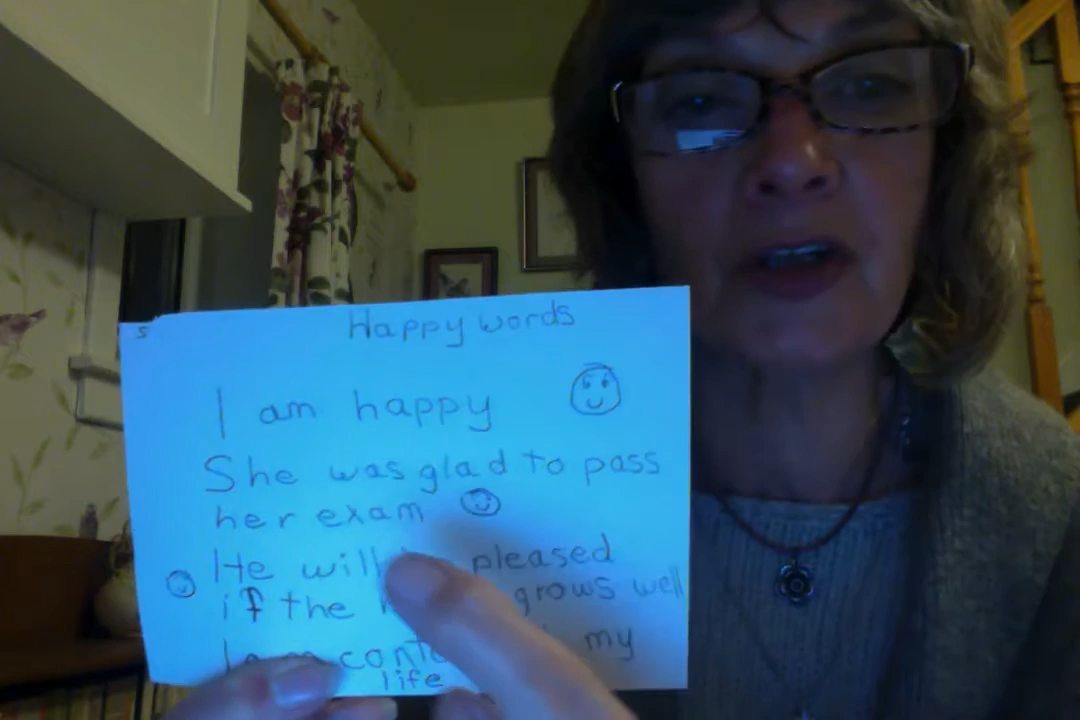 s
Happy words
I am happy
She was glad to pass
her exam
He will pleased
if the grows well
my
life